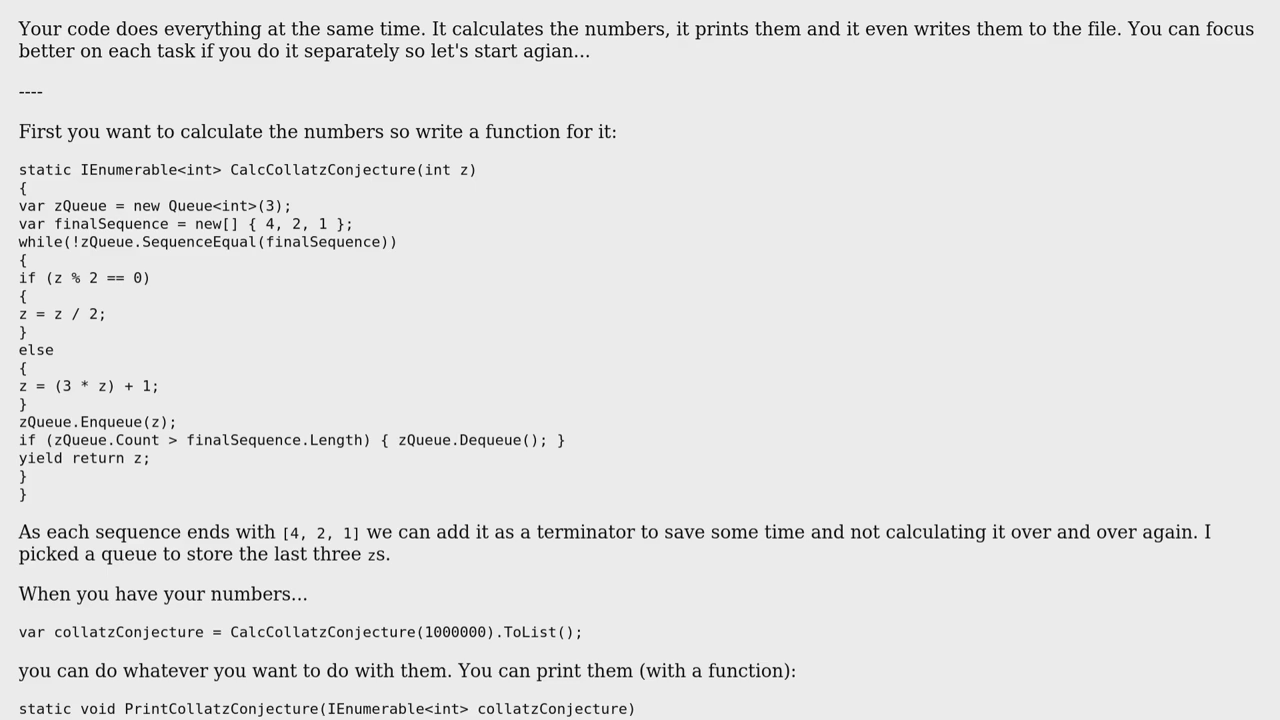 Your code does everything at the same time. It calculates the numbers, it prints them and it even writes them to the file. You can focus
better on each task if you do it separately so let's start agian...
----
First you want to calculate the numbers so write a function for it:
static IEnumerable<int> CalcCollatzConjecture(int z)
{
var zQueue = new Queue<int>(3);
var finalSequence = new[] { 4, 2, 1 };
while(!zQueue.SequenceEqual(finalSequence))
{
if (z % 2 == 0)
{
z = z / 2;
}
else
{
z = (3 * z) + 1;
}
zQueue.Enqueue(z);
if (zQueue.Count > finalSequence.Length) { zQueue.Dequeue(); }
yield return z;
}
}
As each sequence ends with [4, 2, 1] we can add it as a terminator to save some time and not calculating it over and over again. I
picked a queue to store the last three zs.
When you have your numbers...
var collatzConjecture = CalcCollatzConjecture(1000000).ToList();
you can do whatever you want to do with them. You can print them (with a function):
static void PrintCollatzConjecture(IEnumerable<int> collatzConjecture)